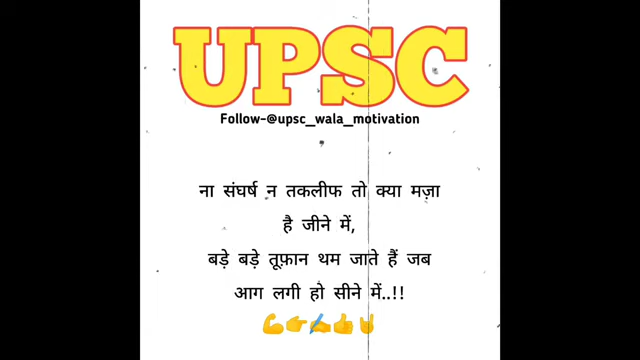 UPSC
Follow-@upsc_wala_motivation
ना संघर्ष न तकलीफ तो क्या मज़ा
है जीने में,
बड़े बड़े तूफ़ान थम जाते हैं जब
आग लगी हो सीने में..!!
💪👉✍️👍🤘